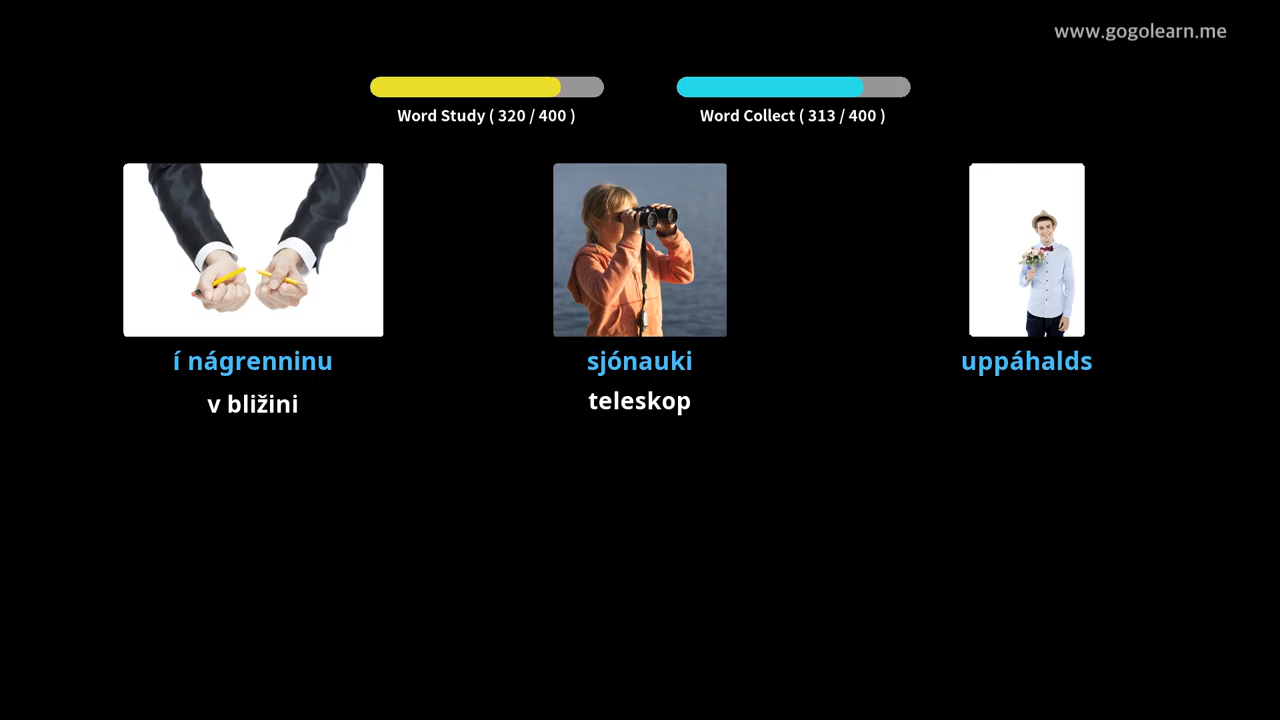 www.gogolearn.me
Word Study ( 320 / 400 )
Word Collect ( 313 / 400 )
í nágrenninu
sjónauki
uppáhalds
v bližini
teleskop